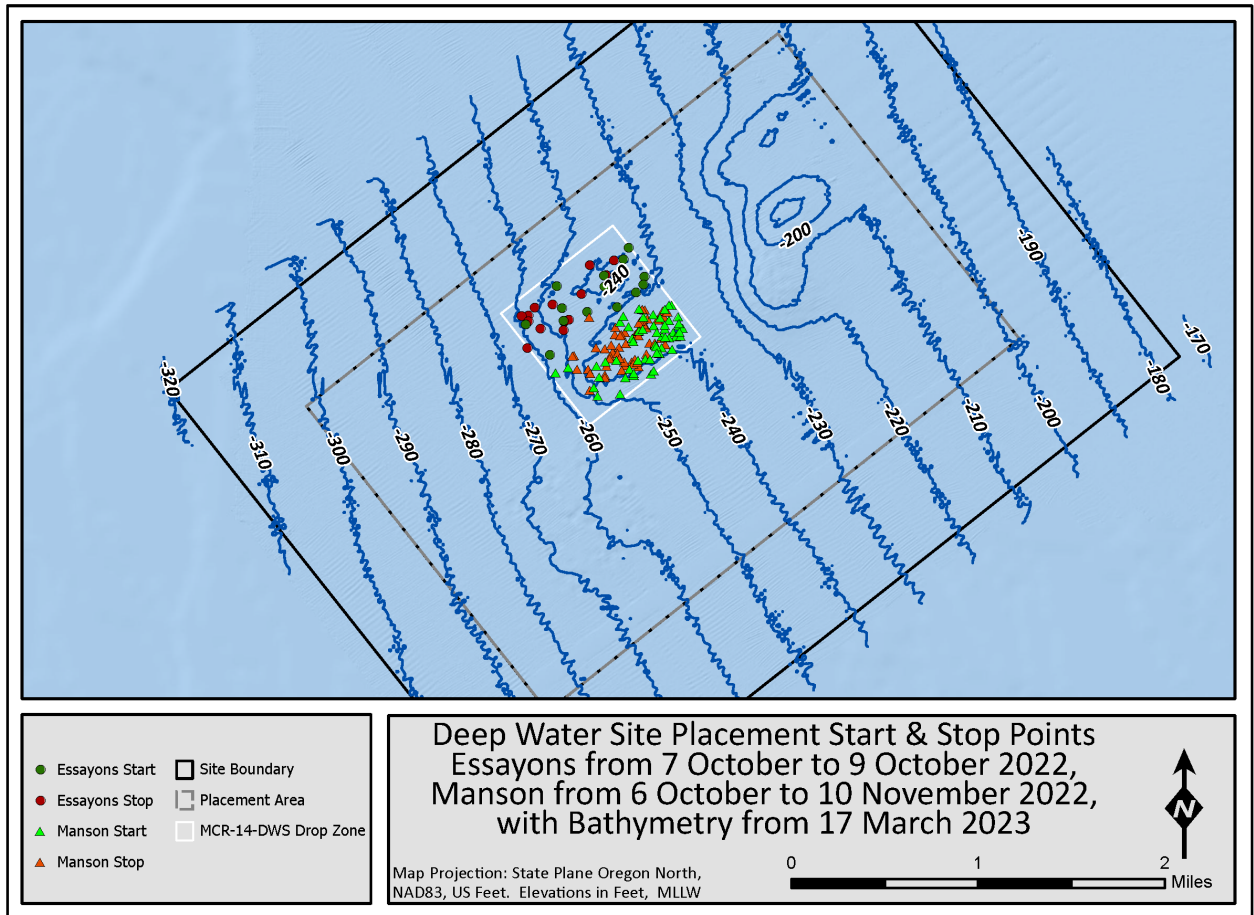 -200
-190
-240
-170
-180
-320
-310
-300
-290
-280
-270
-260
-250
-240
-230
-220
-210
-200
Essayons Start
Essayons Stop
Manson Start
Manson Stop
Site Boundary
Placement Area
MCR-14-DWS Drop Zone
Deep Water Site Placement Start & Stop Points
Essayons from 7 October to 9 October 2022,
Manson from 6 October to 10 November 2022,
with Bathymetry from 17 March 2023
Map Projection: State Plane Oregon North,
NAD83, US Feet. Elevations in Feet, MLLW
N
0 1 2
Miles